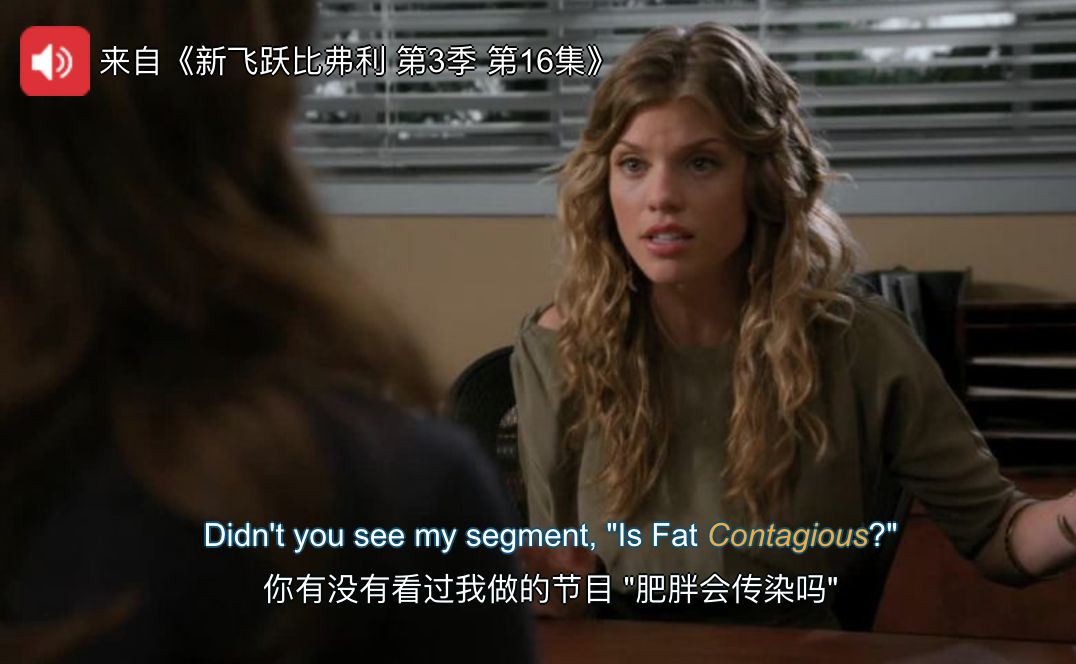 来自《新飞跃比弗利 第3季 第16集》
Didn't you see my segment, "Is Fat Contagious?"
你有没有看过我做的节目 "肥胖会传染吗"